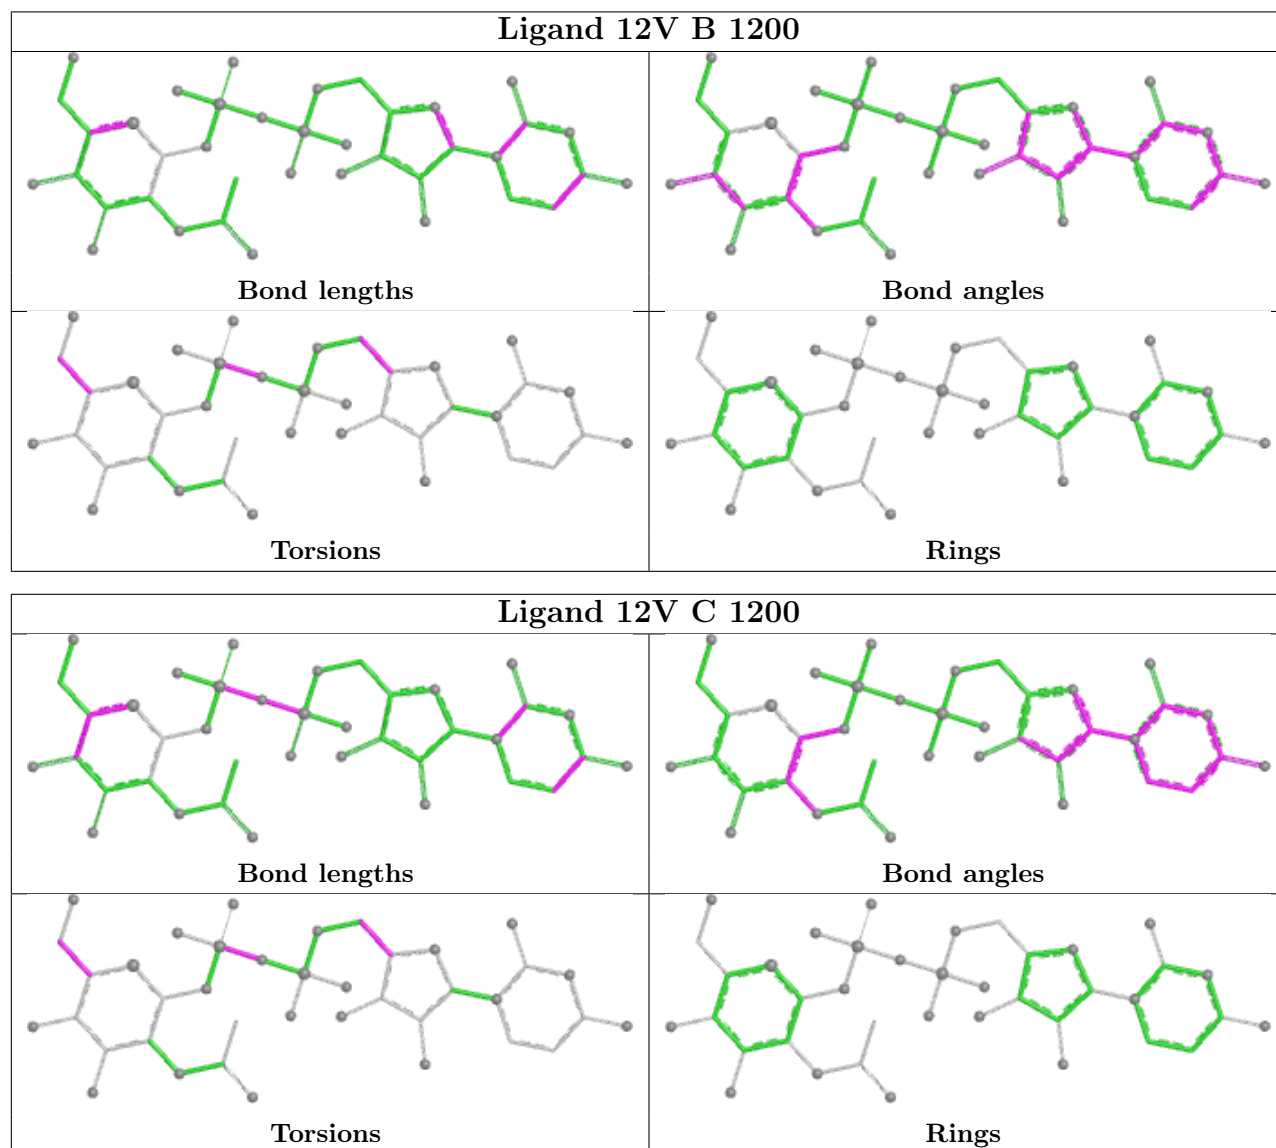 Ligand 12V B 1200
Bond lengths
Bond angles
Torsions
Rings
Ligand 12V C 1200
Bond lengths
Bond angles
Torsions
Rings